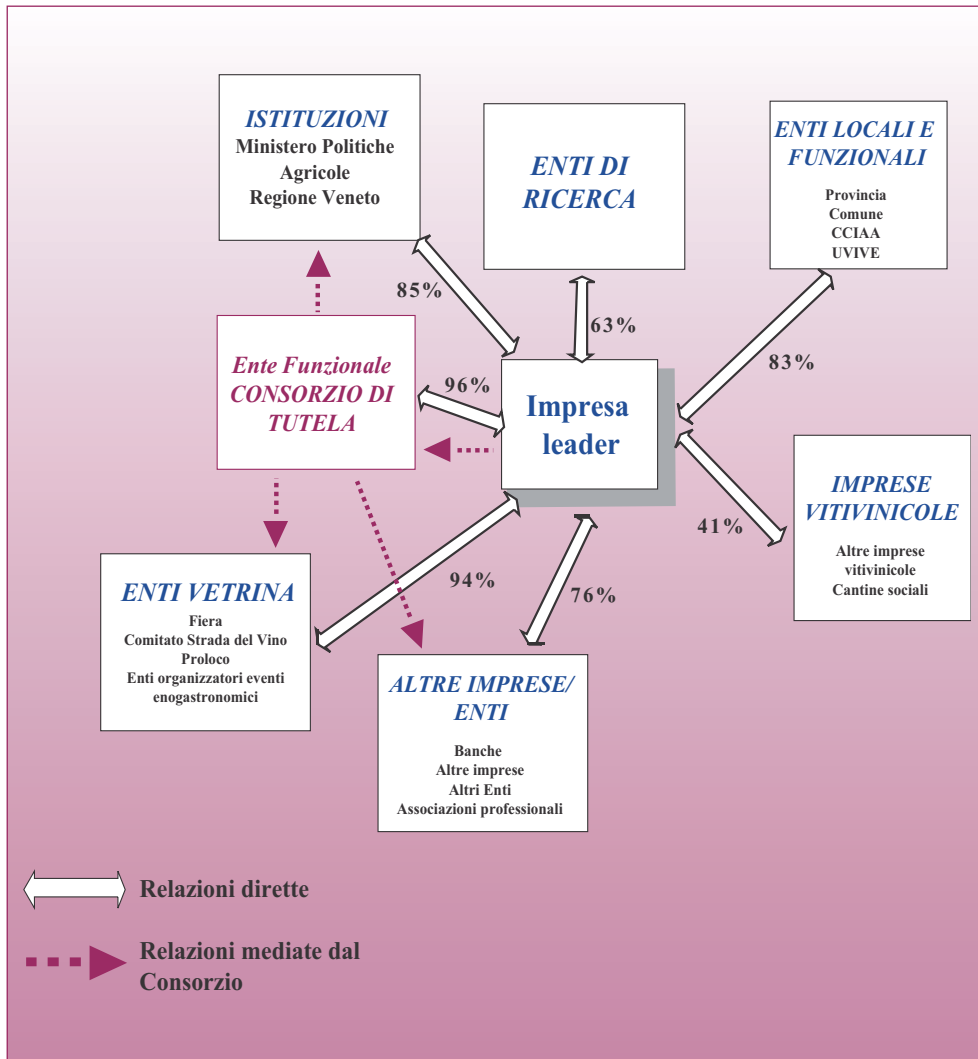 ISTITUZIONI
Ministero Politiche
Agricole
Regione Veneto
ENTI DI
RICERCA
ENTI LOCALI E
FUNZIONALI
Provincia
Comune
CCIAA
UVIVE
85%
63%
83%
Ente Funzionale
CONSORZIO DI
TUTELA
96%
Impresa
leader
IMPRESE
VITIVINICOLE
Altre imprese
vitivinicole
Cantine sociali
41%
94%
76%
ENTI VETRINA
Fiera
Comitato Strada del Vino
Proloco
Enti organizzatori eventi
enogastronomici
ALTRE IMPRESE/
ENTI
Banche
Altre imprese
Altri Enti
Associazioni professionali
Relazioni dirette
Relazioni mediate dal
Consorzio